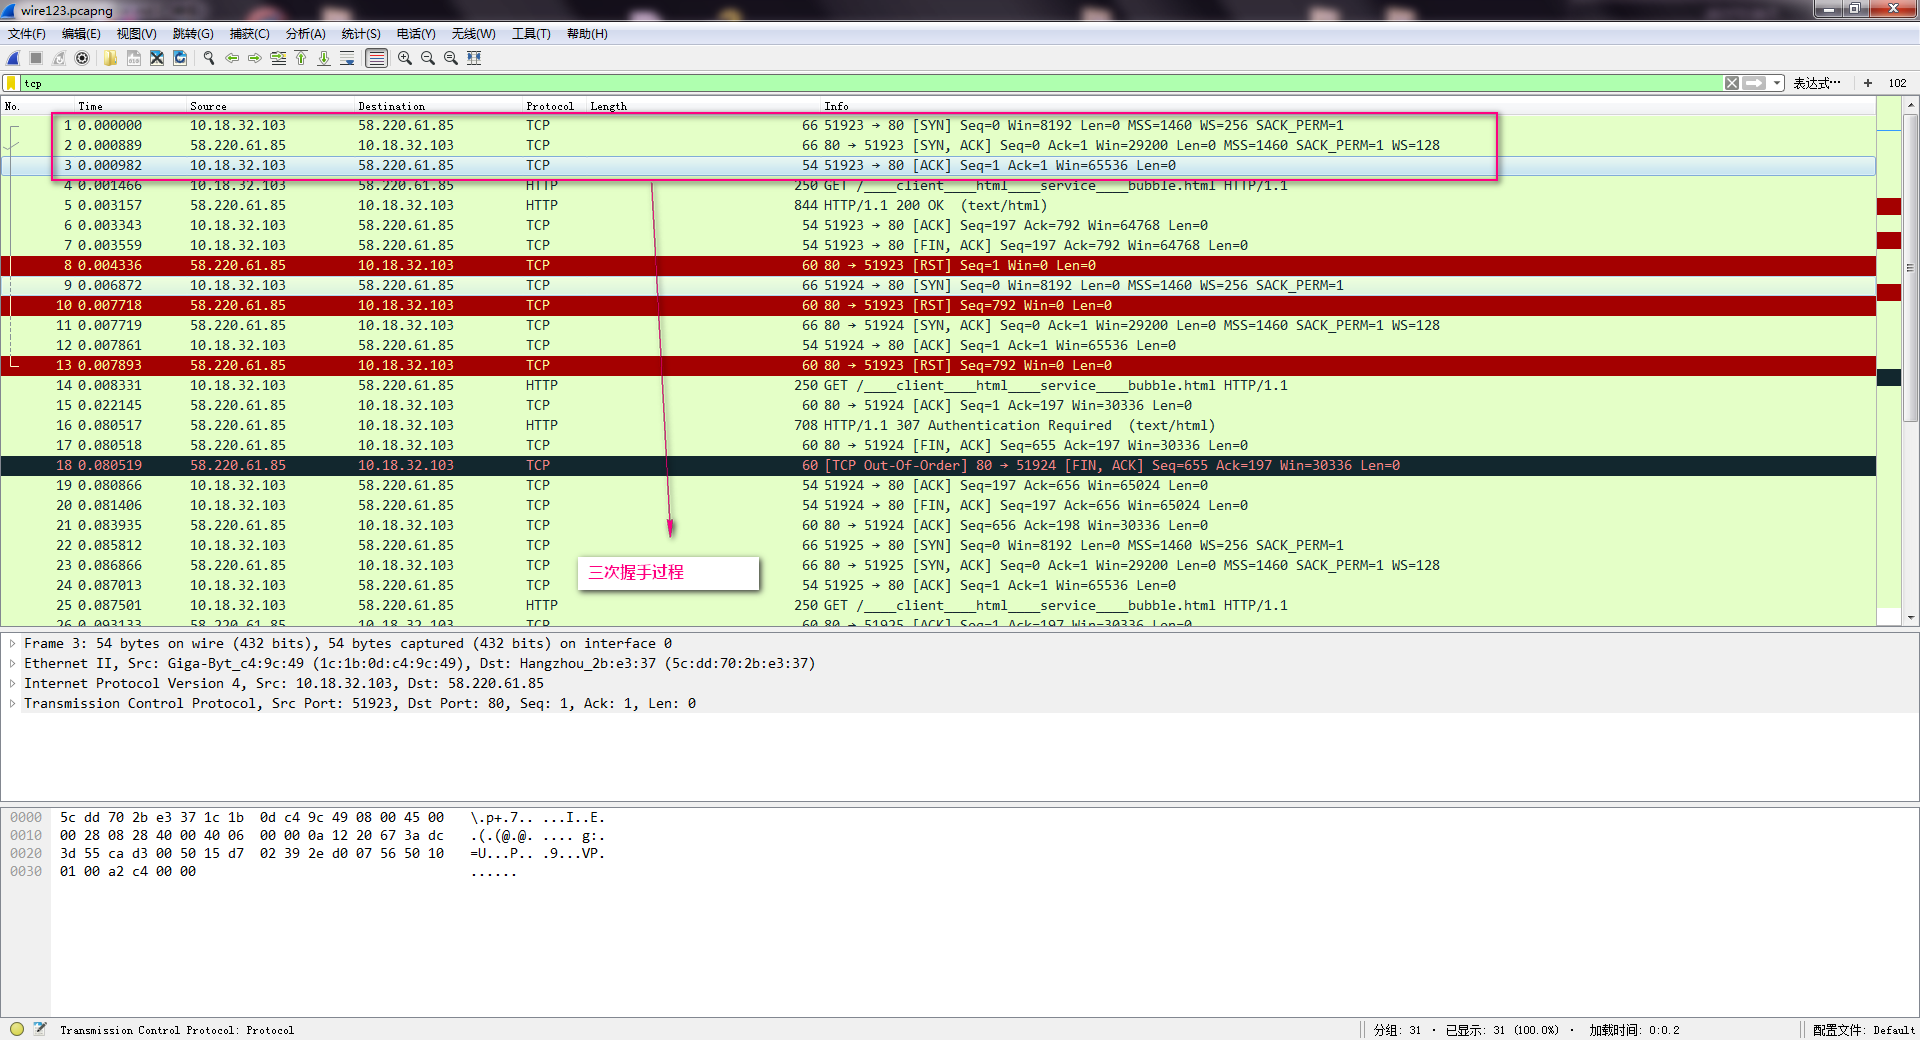 wire123.pcapng
文件(F) 编辑(E) 视图(V) 跳转(G) 捕获(C) 分析(A) 统计(S) 电话(Y) 无线(W) 工具(T) 帮助(H)
tcp 表达式… + 102
No. Time Source Destination Protocol Length Info
1 0.000000 10.18.32.103 58.220.61.85 TCP 66 51923 → 80 [SYN] Seq=0 Win=8192 Len=0 MSS=1460 WS=256 SACK_PERM=1
2 0.000889 58.220.61.85 10.18.32.103 TCP 66 80 → 51923 [SYN, ACK] Seq=0 Ack=1 Win=29200 Len=0 MSS=1460 SACK_PERM=1 WS=128
3 0.000982 10.18.32.103 58.220.61.85 TCP 54 51923 → 80 [ACK] Seq=1 Ack=1 Win=65536 Len=0
4 0.001466 10.18.32.103 58.220.61.85 HTTP 250 GET /____client____html____service____bubble.html HTTP/1.1
5 0.003157 58.220.61.85 10.18.32.103 HTTP 844 HTTP/1.1 200 OK  (text/html)
6 0.003343 10.18.32.103 58.220.61.85 TCP 54 51923 → 80 [ACK] Seq=197 Ack=792 Win=64768 Len=0
7 0.003559 10.18.32.103 58.220.61.85 TCP 54 51923 → 80 [FIN, ACK] Seq=197 Ack=792 Win=64768 Len=0
8 0.004336 58.220.61.85 10.18.32.103 TCP 60 80 → 51923 [RST] Seq=1 Win=0 Len=0
9 0.006872 10.18.32.103 58.220.61.85 TCP 66 51924 → 80 [SYN] Seq=0 Win=8192 Len=0 MSS=1460 WS=256 SACK_PERM=1
10 0.007718 58.220.61.85 10.18.32.103 TCP 60 80 → 51923 [RST] Seq=792 Win=0 Len=0
11 0.007719 58.220.61.85 10.18.32.103 TCP 66 80 → 51924 [SYN, ACK] Seq=0 Ack=1 Win=29200 Len=0 MSS=1460 SACK_PERM=1 WS=128
12 0.007861 10.18.32.103 58.220.61.85 TCP 54 51924 → 80 [ACK] Seq=1 Ack=1 Win=65536 Len=0
13 0.007893 58.220.61.85 10.18.32.103 TCP 60 80 → 51923 [RST] Seq=792 Win=0 Len=0
14 0.008331 10.18.32.103 58.220.61.85 HTTP 250 GET /____client____html____service____bubble.html HTTP/1.1
15 0.022145 58.220.61.85 10.18.32.103 TCP 60 80 → 51924 [ACK] Seq=1 Ack=197 Win=30336 Len=0
16 0.080517 58.220.61.85 10.18.32.103 HTTP 708 HTTP/1.1 307 Authentication Required  (text/html)
17 0.080518 58.220.61.85 10.18.32.103 TCP 60 80 → 51924 [FIN, ACK] Seq=655 Ack=197 Win=30336 Len=0
18 0.080519 58.220.61.85 10.18.32.103 TCP 60 [TCP Out-Of-Order] 80 → 51924 [FIN, ACK] Seq=655 Ack=197 Win=30336 Len=0
19 0.080866 10.18.32.103 58.220.61.85 TCP 54 51924 → 80 [ACK] Seq=197 Ack=656 Win=65024 Len=0
20 0.081406 10.18.32.103 58.220.61.85 TCP 54 51924 → 80 [FIN, ACK] Seq=197 Ack=656 Win=65024 Len=0
21 0.083935 58.220.61.85 10.18.32.103 TCP 60 80 → 51924 [ACK] Seq=656 Ack=198 Win=30336 Len=0
22 0.085812 10.18.32.103 58.220.61.85 TCP 66 51925 → 80 [SYN] Seq=0 Win=8192 Len=0 MSS=1460 WS=256 SACK_PERM=1
23 0.086866 58.220.61.85 10.18.32.103 TCP 66 80 → 51925 [SYN, ACK] Seq=0 Ack=1 Win=29200 Len=0 MSS=1460 SACK_PERM=1 WS=128
24 0.087013 10.18.32.103 58.220.61.85 TCP 54 51925 → 80 [ACK] Seq=1 Ack=1 Win=65536 Len=0
25 0.087501 10.18.32.103 58.220.61.85 HTTP 250 GET /____client____html____service____bubble.html HTTP/1.1
26 0.093133 58.220.61.85 10.18.32.103 TCP 60 80 → 51925 [ACK] Seq=1 Ack=197 Win=30336 Len=0
三次握手过程
Frame 3: 54 bytes on wire (432 bits), 54 bytes captured (432 bits) on interface 0
Ethernet II, Src: Giga-Byt_c4:9c:49 (1c:1b:0d:c4:9c:49), Dst: Hangzhou_2b:e3:37 (5c:dd:70:2b:e3:37)
Internet Protocol Version 4, Src: 10.18.32.103, Dst: 58.220.61.85
Transmission Control Protocol, Src Port: 51923, Dst Port: 80, Seq: 1, Ack: 1, Len: 0
0000 5c dd 70 2b e3 37 1c 1b 0d c4 9c 49 08 00 45 00 \.p+.7.. ...I..E.
0010 00 28 08 28 40 00 40 06 00 00 0a 12 20 67 3a dc .(.(@.@. .... g:.
0020 3d 55 ca d3 00 50 15 d7 02 39 2e d0 07 56 50 10 =U...P.. .9...VP.
0030 01 00 a2 c4 00 00 ......
Transmission Control Protocol: Protocol 分组: 31 · 已显示: 31 (100.0%) · 加载时间: 0:0.2 配置文件: Default